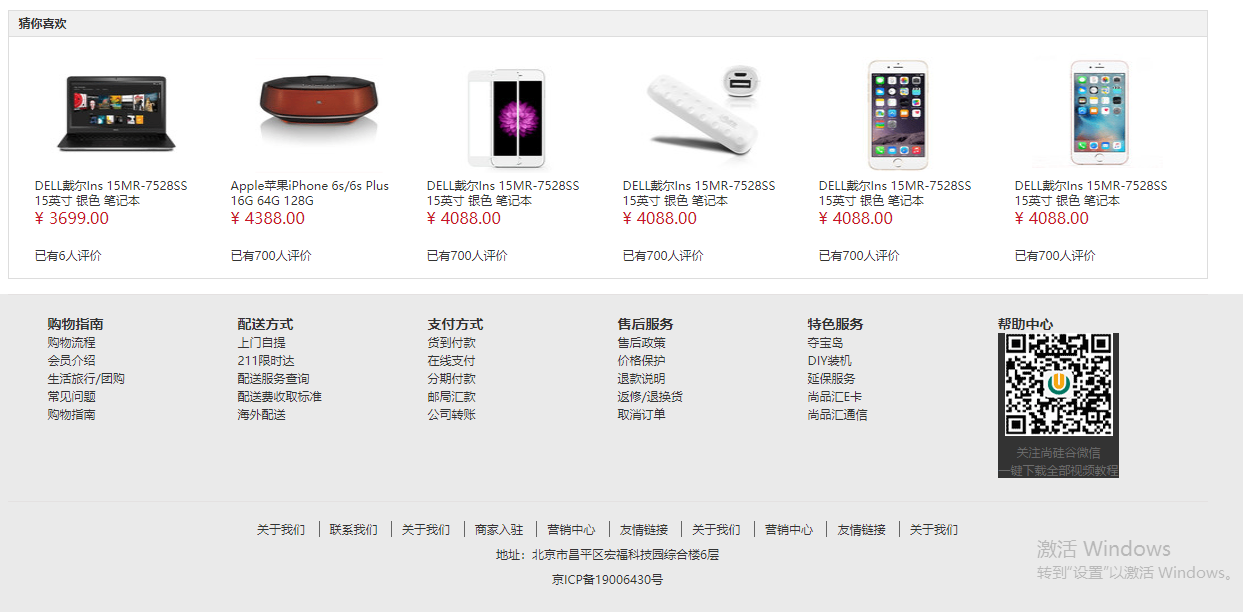 猜你喜欢
DELL戴尔Ins 15MR-7528SS
15英寸 银色 笔记本
¥ 3699.00
已有6人评价
Apple苹果iPhone 6s/6s Plus
16G 64G 128G
¥ 4388.00
已有700人评价
DELL戴尔Ins 15MR-7528SS
15英寸 银色 笔记本
¥ 4088.00
已有700人评价
DELL戴尔Ins 15MR-7528SS
15英寸 银色 笔记本
¥ 4088.00
已有700人评价
DELL戴尔Ins 15MR-7528SS
15英寸 银色 笔记本
¥ 4088.00
已有700人评价
DELL戴尔Ins 15MR-7528SS
15英寸 银色 笔记本
¥ 4088.00
已有700人评价
购物指南
购物流程
会员介绍
生活旅行/团购
常见问题
购物指南
配送方式
上门自提
211限时达
配送服务查询
配送费收取标准
海外配送
支付方式
货到付款
在线支付
分期付款
邮局汇款
公司转账
售后服务
售后政策
价格保护
退款说明
返修/退换货
取消订单
特色服务
夺宝岛
DIY装机
延保服务
尚品汇E卡
尚品汇通信
帮助中心
关注尚硅谷微信
一键下载全部视频教程
关于我们 联系我们 关于我们 商家入驻 营销中心 友情链接 关于我们 营销中心 友情链接 关于我们
地址：北京市昌平区宏福科技园综合楼6层
京ICP备19006430号
激活 Windows
转到"设置"以激活 Windows。